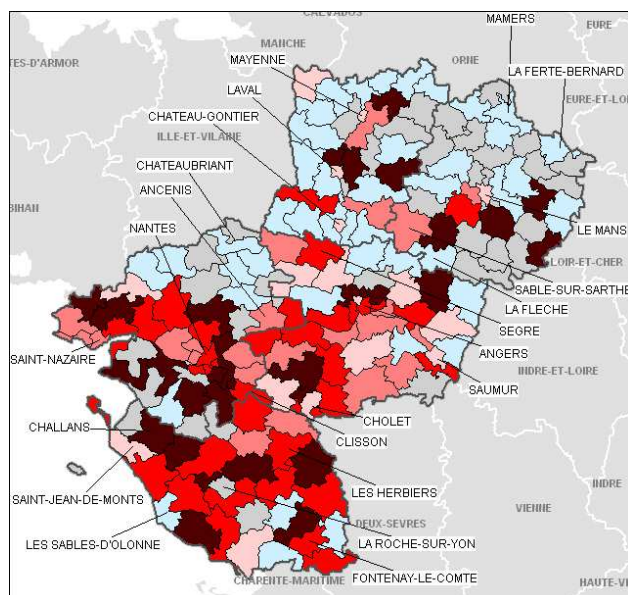 CALVADOS
MAMERS
EURE
MANCHE
ORNE
MAYENNE
TES-D'ARMOR
LA FERTE-BERNARD
LAVAL
EURE-ET-LOI
CHATEAU-GONTIER
ILLE-ET-VILAINE
CHATEAUBRIANT
ANCENIS
BIHAN
NANTES
LE MANS
LOIR-ET-CHER
SABLE-SUR-SARTHE
LA FLECHE
SEGRE
SAINT-NAZAIRE
ANGERS
INDRE-ET-LOIRE
SAUMUR
CHOLET
CHALLANS
CLISSON
INDRE
SAINT-JEAN-DE-MONTS
LES HERBIERS
VIENNE
DEUX-SEVRES
LES SABLES-D'OLONNE
LA ROCHE-SUR-YON
FONTENAY-LE-COMTE
CHARENTE-MARITIME
HAUTE-V